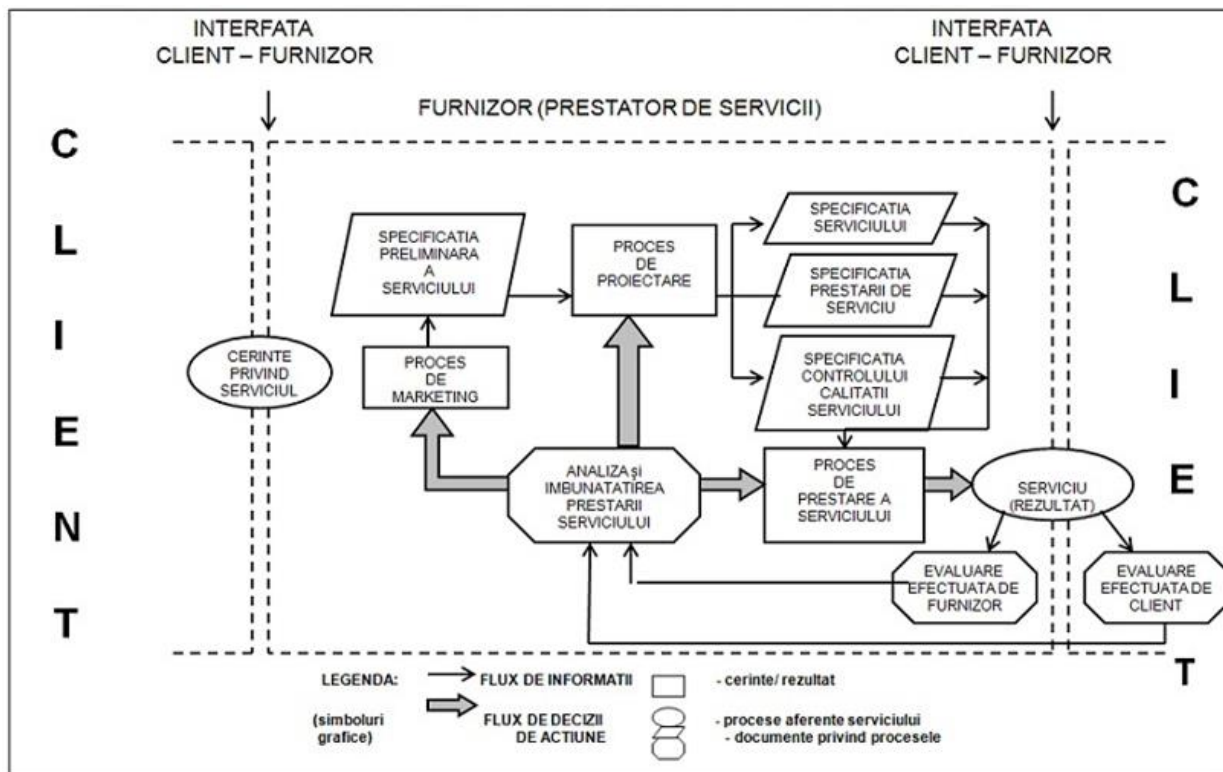 INTERFATA
CLIENT – FURNIZOR
INTERFATA
CLIENT – FURNIZOR
FURNIZOR (PRESTATOR DE SERVICII)
CLIENT
CERINTE
PRIVIND
SERVICIUL
SPECIFICATIA
PRELIMINARA
A
SERVICIULUI
PROCES
DE
MARKETING
PROCES
DE
PROIECTARE
SPECIFICATIA
SERVICIULUI
SPECIFICATIA
PRESTARII DE
SERVICIU
SPECIFICATIA
CONTROLULUI
CALITATII
SERVICIULUI
ANALIZA și
IMBUNATATIREA
PRESTARII
SERVICIULUI
PROCES
DE
PRESTARE A
SERVICIULUI
SERVICIU
(REZULTAT)
EVALUARE
EFECTUATA DE
FURNIZOR
EVALUARE
EFECTUATA DE
CLIENT
CLIENT
LEGENDA:
(simboluri
grafice)
FLUX DE INFORMATII
FLUX DE DECIZII
DE ACTIUNE
- cerinte/ rezultat
- procese aferente serviciului
- documente privind procesele